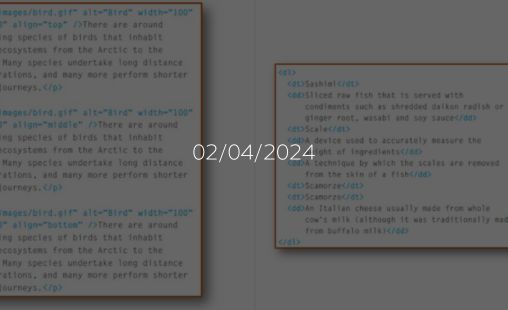 images/bird.gif" alt="Bird" width="100"
0" align="top" />There are around
ing species of birds that inhabit
ecosystems from the Arctic to the
Many species undertake long distance
rations, and many more perform shorter
journeys.</p>
images/bird.gif" alt="Bird" width="100"
0" align="middle" />There are around
ing species of birds that inhabit
ecosystems from the Arctic to the
Many species undertake long distance
rations, and many more perform shorter
journeys.</p>
images/bird.gif" alt="Bird" width="100"
0" align="bottom" />There are around
ing species of birds that inhabit
ecosystems from the Arctic to the
Many species undertake long distance
rations, and many more perform shorter
journeys.</p>
02/04/2024
<dl>
<dt>Sashimi</dt>
<dd>Sliced raw fish that is served with
condiments such as shredded daikon radish or
ginger root, wasabi and soy sauce</dd>
<dt>Scale</dt>
<dd>A device used to accurately measure the
ight of ingredients</dd>
<dd>A technique by which the scales are removed
from the skin of a fish</dd>
<dt>Scamorze</dt>
<dt>Scamorzo</dt>
<dd>An Italian cheese usually made from whole
cow's milk (although it was traditionally mad
from buffalo milk)</dd>
</dl>